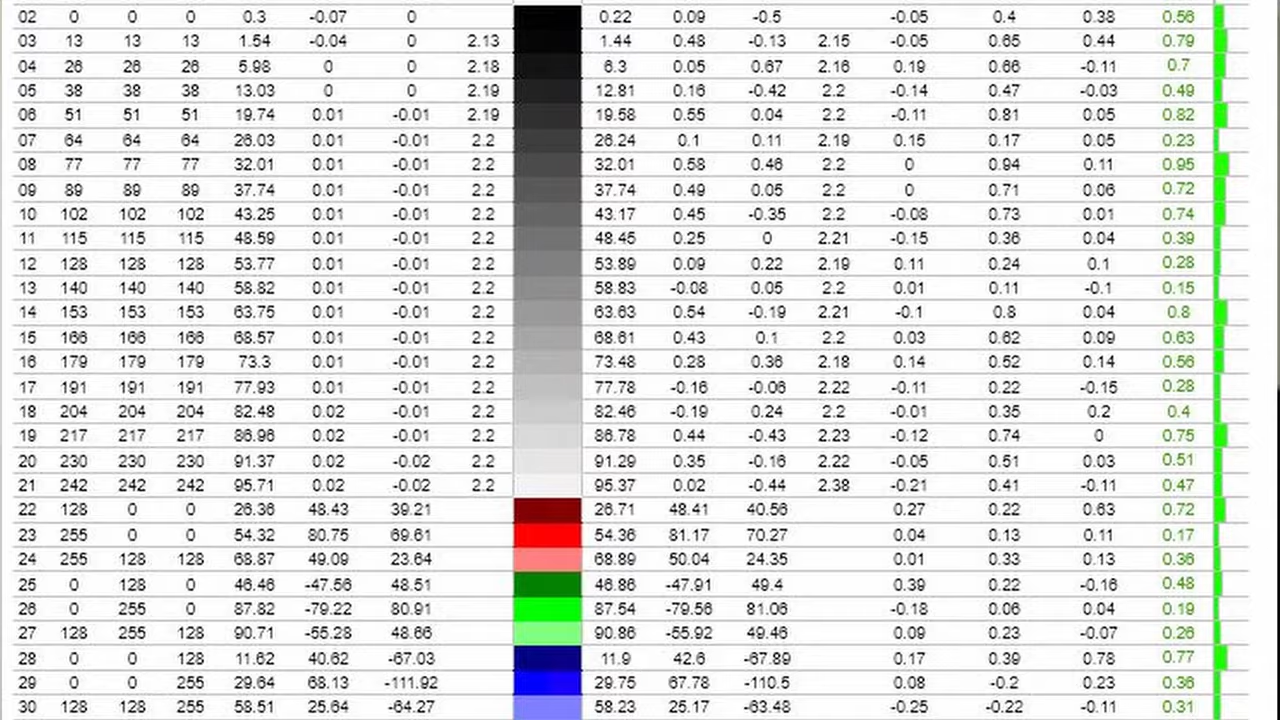 02 0 0 0 0.3 -0.07 0 0.22 0.09 -0.5 -0.05 0.4 0.38 0.56
03 13 13 13 1.54 -0.04 0 2.13 1.44 0.48 -0.13 2.15 -0.05 0.65 0.44 0.79
04 26 26 26 5.98 0 0 2.18 6.3 0.05 0.67 2.16 0.19 0.66 -0.11 0.7
05 38 38 38 13.03 0 0 2.19 12.81 0.16 -0.42 2.2 -0.14 0.47 -0.03 0.49
06 51 51 51 19.74 0.01 -0.01 2.19 19.58 0.55 0.04 2.2 -0.11 0.81 0.05 0.82
07 64 64 64 26.03 0.01 -0.01 2.2 26.24 0.1 0.11 2.19 0.15 0.17 0.05 0.23
08 77 77 77 32.01 0.01 -0.01 2.2 32.01 0.58 0.46 2.2 0 0.94 0.11 0.95
09 89 89 89 37.74 0.01 -0.01 2.2 37.74 0.49 0.05 2.2 0 0.71 0.06 0.72
10 102 102 102 43.25 0.01 -0.01 2.2 43.17 0.45 -0.35 2.2 -0.08 0.73 0.01 0.74
11 115 115 115 48.59 0.01 -0.01 2.2 48.45 0.25 0 2.21 -0.15 0.36 0.04 0.39
12 128 128 128 53.77 0.01 -0.01 2.2 53.89 0.09 0.22 2.19 0.11 0.24 0.1 0.28
13 140 140 140 58.82 0.01 -0.01 2.2 58.83 -0.08 0.05 2.2 0.01 0.11 -0.1 0.15
14 153 153 153 63.75 0.01 -0.01 2.2 63.63 0.54 -0.19 2.21 -0.1 0.8 0.04 0.8
15 166 166 166 68.57 0.01 -0.01 2.2 68.61 0.43 0.1 2.2 0.03 0.62 0.09 0.63
16 179 179 179 73.3 0.01 -0.01 2.2 73.48 0.28 0.36 2.18 0.14 0.52 0.14 0.56
17 191 191 191 77.93 0.01 -0.01 2.2 77.78 -0.16 -0.06 2.22 -0.11 0.22 -0.15 0.28
18 204 204 204 82.48 0.02 -0.01 2.2 82.46 -0.19 0.24 2.2 -0.01 0.35 0.2 0.4
19 217 217 217 86.96 0.02 -0.01 2.2 86.78 0.44 -0.43 2.23 -0.12 0.74 0 0.75
20 230 230 230 91.37 0.02 -0.02 2.2 91.29 0.35 -0.16 2.22 -0.05 0.51 0.03 0.51
21 242 242 242 95.71 0.02 -0.02 2.2 95.37 0.02 -0.44 2.38 -0.21 0.41 -0.11 0.47
22 128 0 0 26.36 48.43 39.21 26.71 48.41 40.56 0.27 0.22 0.63 0.72
23 255 0 0 54.32 80.75 69.61 54.36 81.17 70.27 0.04 0.13 0.11 0.17
24 255 128 128 68.87 49.09 23.64 68.89 50.04 24.35 0.01 0.33 0.13 0.36
25 0 128 0 46.46 -47.56 48.51 46.86 -47.91 49.4 0.39 0.22 -0.16 0.48
26 0 255 0 87.82 -79.22 80.91 87.54 -79.56 81.06 -0.18 0.06 0.04 0.19
27 128 255 128 90.71 -55.28 48.66 90.86 -55.92 49.46 0.09 0.23 -0.07 0.26
28 0 0 128 11.62 40.62 -67.03 11.9 42.6 -67.89 0.17 0.39 0.78 0.77
29 0 0 255 29.64 68.13 -111.92 29.75 67.78 -110.5 0.08 -0.2 0.23 0.36
30 128 128 255 58.51 25.64 -64.27 58.23 25.17 -63.48 -0.25 -0.22 -0.11 0.31